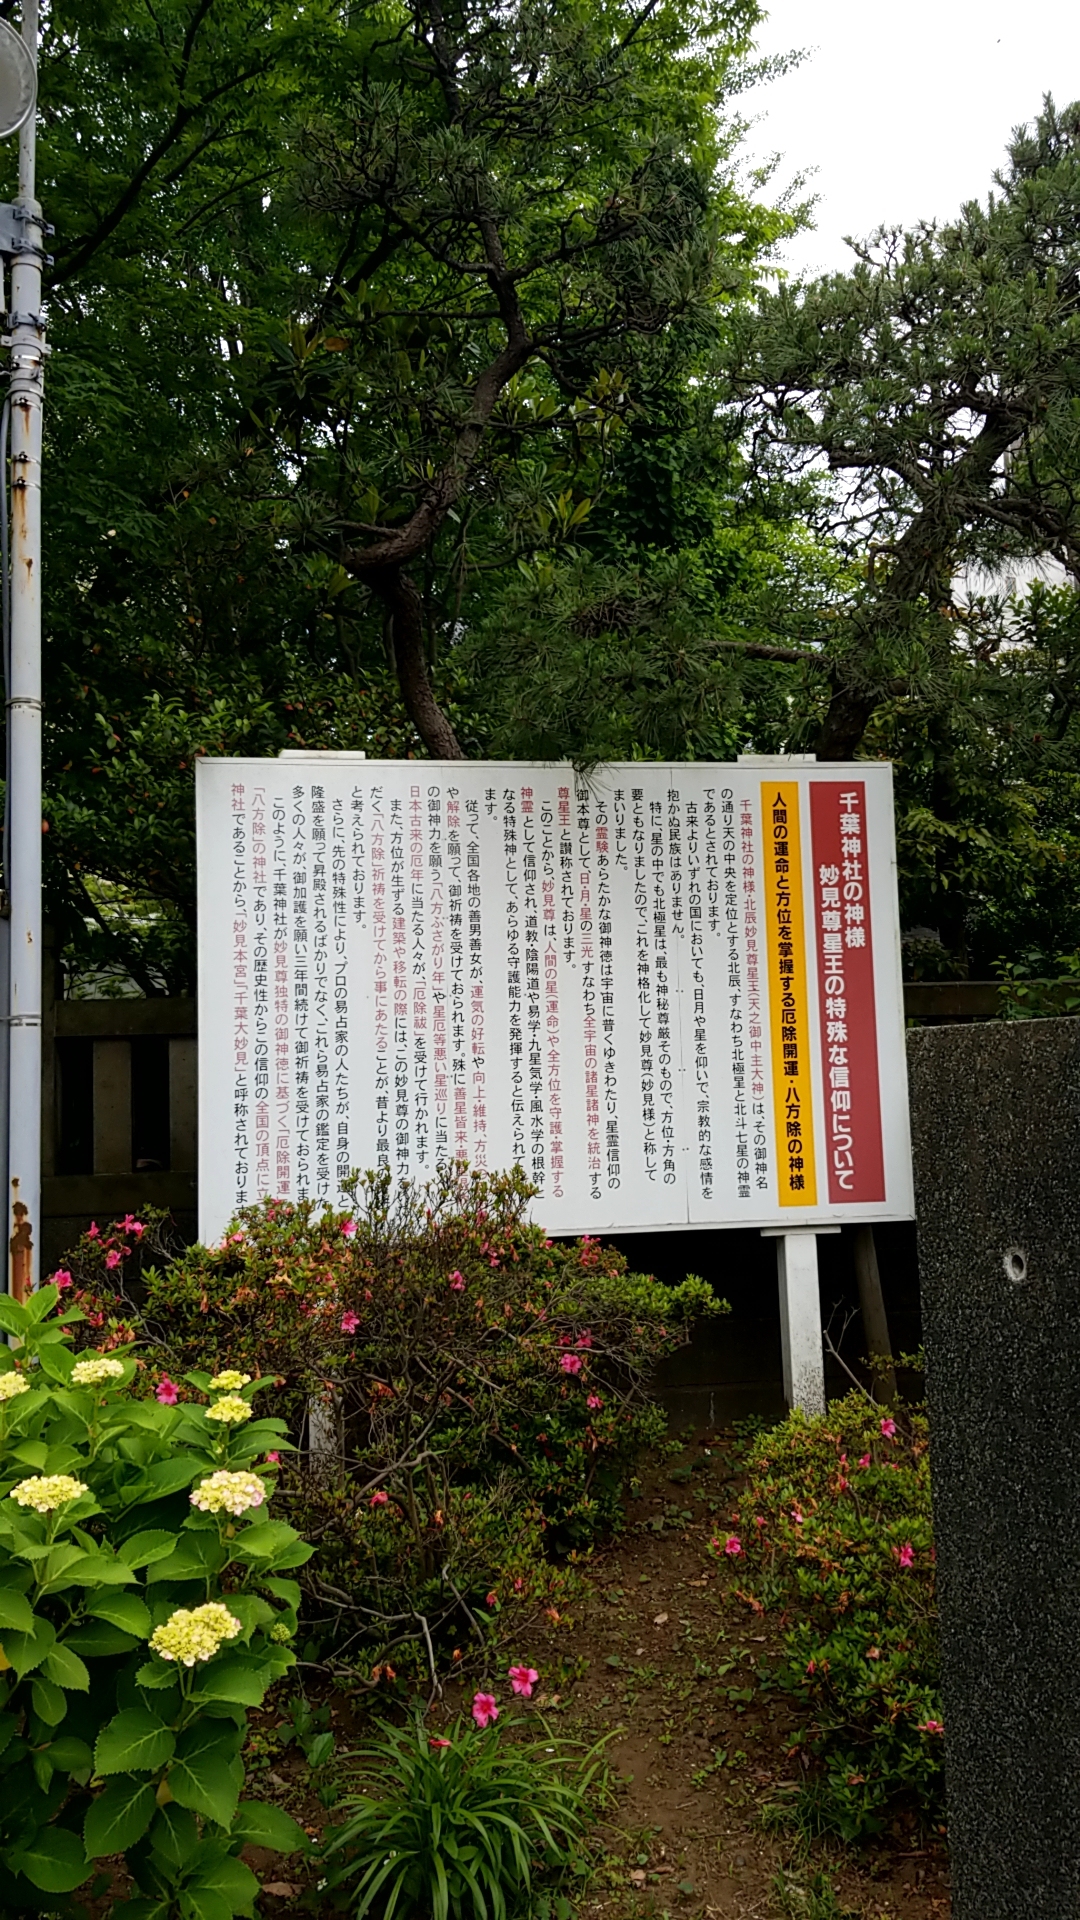 千葉神社の神様
妙見尊星王の特殊な信仰について
人間の運命と方位を掌握する厄除開運・八方除の神様
千葉神社の神様・北辰妙見尊星王(天之御中主大神)は、その御神名
の通り天の中央を定位とする北辰、すなわち北極星と北斗七星の神霊
であるとされております。
古来よりいずれの国においても、日月や星を仰いで、宗教的な感情を
抱かぬ民族はありません。
特に、星の中でも北極星は、最も神秘尊厳そのもので、方位・方角の
要ともなりましたので、これを神格化して妙見尊(妙見様)と称して
まいりました。
その霊験あらたかな御神徳は宇宙に普くゆきわたり、星霊信仰の
御本尊として、日・月・星の三光すなわち全宇宙の諸星諸神を統治する
尊星王と讃称されております。
このことから、妙見尊は、人間の星(運命)や全方位を守護・掌握する
神霊として信仰され、道教・陰陽道や易学・九星気学・風水学の根幹と
なる特殊神として、あらゆる守護能力を発揮すると伝えられて
ます。
従って、全国各地の善男善女が、運気の好転や向上・維持、方災の
や解除を願って、御祈祷を受けておられます。殊に善星皆来・悪
の御神力を願う「八方ふさがり年」や星厄等悪い星巡りに当たる
日本古来の厄年に当たる人々が、「厄除祓」を受けて行かれます。
また、方位が生ずる建築や移転の際には、この妙見尊の御神力を
だく「八方除」祈祷を受けてから事にあたることが、昔より最良
と考えられております。
さらに、先の特殊性により、プロの易占家の人たちが、自身の開運と
隆盛を願って昇殿されるばかりでなく、これら易占家の鑑定を受け
多くの人々が、御加護を願い三年間続けて御祈祷を受けておられま
このように、千葉神社が妙見尊独特の御神徳に基づく「厄除開運
「八方除」の神社であり、その歴史性からこの信仰の全国の頂点に立
神社であることから、「妙見本宮」「千葉大妙見」と呼称されておりま